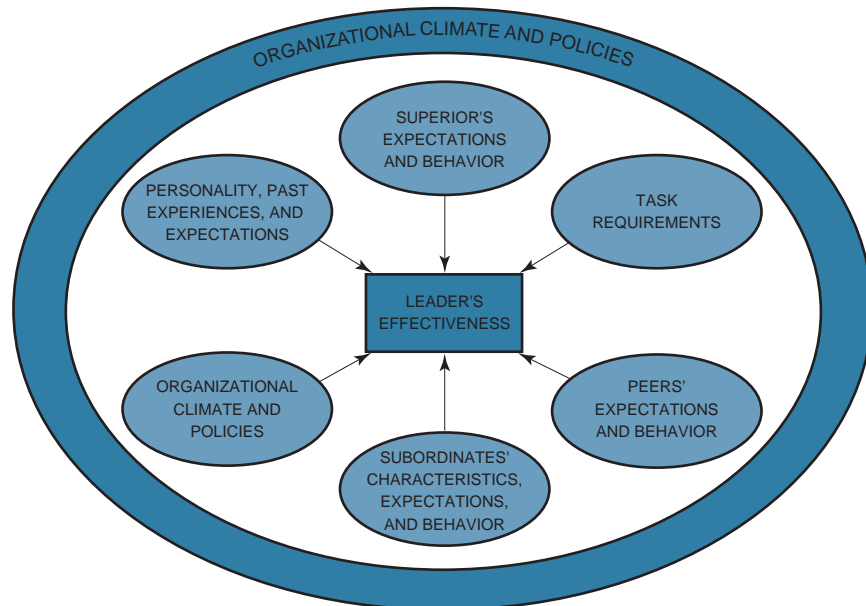 ORGANIZATIONAL CLIMATE AND POLICIES
SUPERIOR'S
EXPECTATIONS
AND BEHAVIOR
PERSONALITY, PAST
EXPERIENCES, AND
EXPECTATIONS
TASK
REQUIREMENTS
LEADER'S
EFFECTIVENESS
ORGANIZATIONAL
CLIMATE AND
POLICIES
PEERS'
EXPECTATIONS
AND BEHAVIOR
SUBORDINATES'
CHARACTERISTICS,
EXPECTATIONS,
AND BEHAVIOR